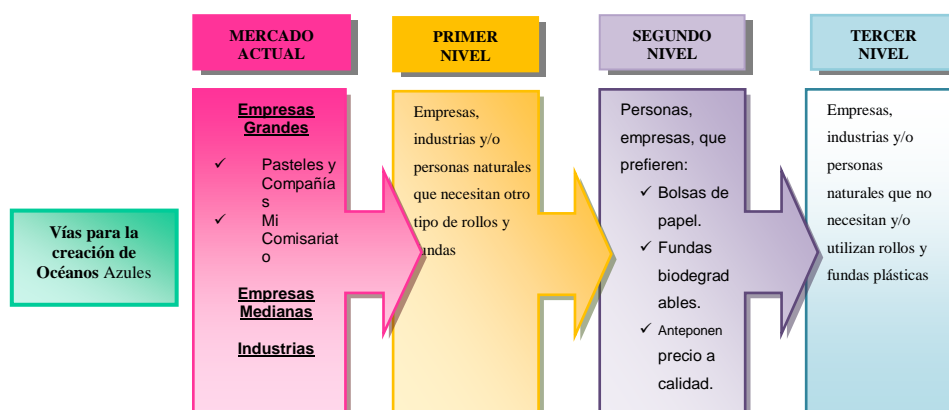 Vías para la
creación de
Océanos Azules
MERCADO
ACTUAL
Empresas
Grandes
✓ Pasteles y
Compañía
s
✓ Mi
Comisariat
o
Empresas
Medianas
Industrias
PRIMER
NIVEL
Empresas,
industrias y/o
personas naturales
que necesitan otro
tipo de rollos y
undas
SEGUNDO
NIVEL
Personas,
empresas, que
prefieren:
✓ Bolsas de
papel.
✓ Fundas
biodegrad
ables.
✓ Anteponen
precio a
calidad.
TERCER
NIVEL
Empresas,
industrias y/o
personas
naturales que no
necesitan y/o
utilizan rollos y
fundas plásticas